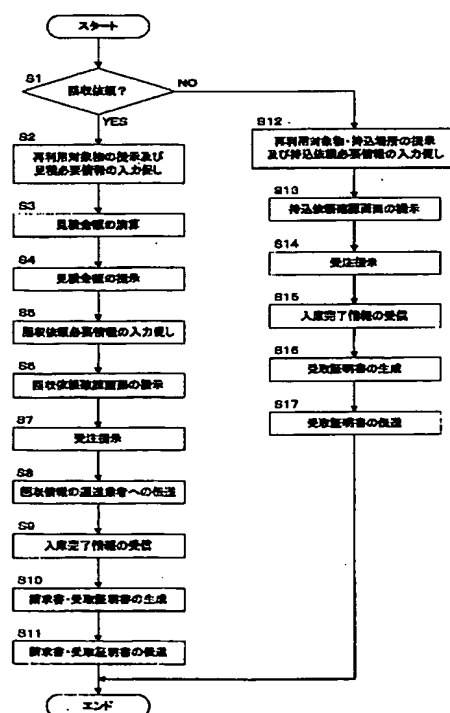 スタート
S1
回収依頼?
NO
YES
S2
再利用対象物の提示及び
見積必要情報の入力促し
S3
見積金額の演算
S4
見積金額の提示
S5
回収依頼必要情報の入力促し
S6
回収依頼確認画面の提示
S7
受注指示
S8
回収情報の運送業者への伝送
S9
入庫完了情報の受信
S10
請求書・受取証明書の生成
S11
請求書・受取証明書の伝送
エンド
S12
再利用対象物・持込場所の提示
及び持込依頼必要情報の入力促し
S13
持込依頼確認画面の提示
S14
受注指示
S15
入庫完了情報の受信
S16
受取証明書の生成
S17
受取証明書の伝送